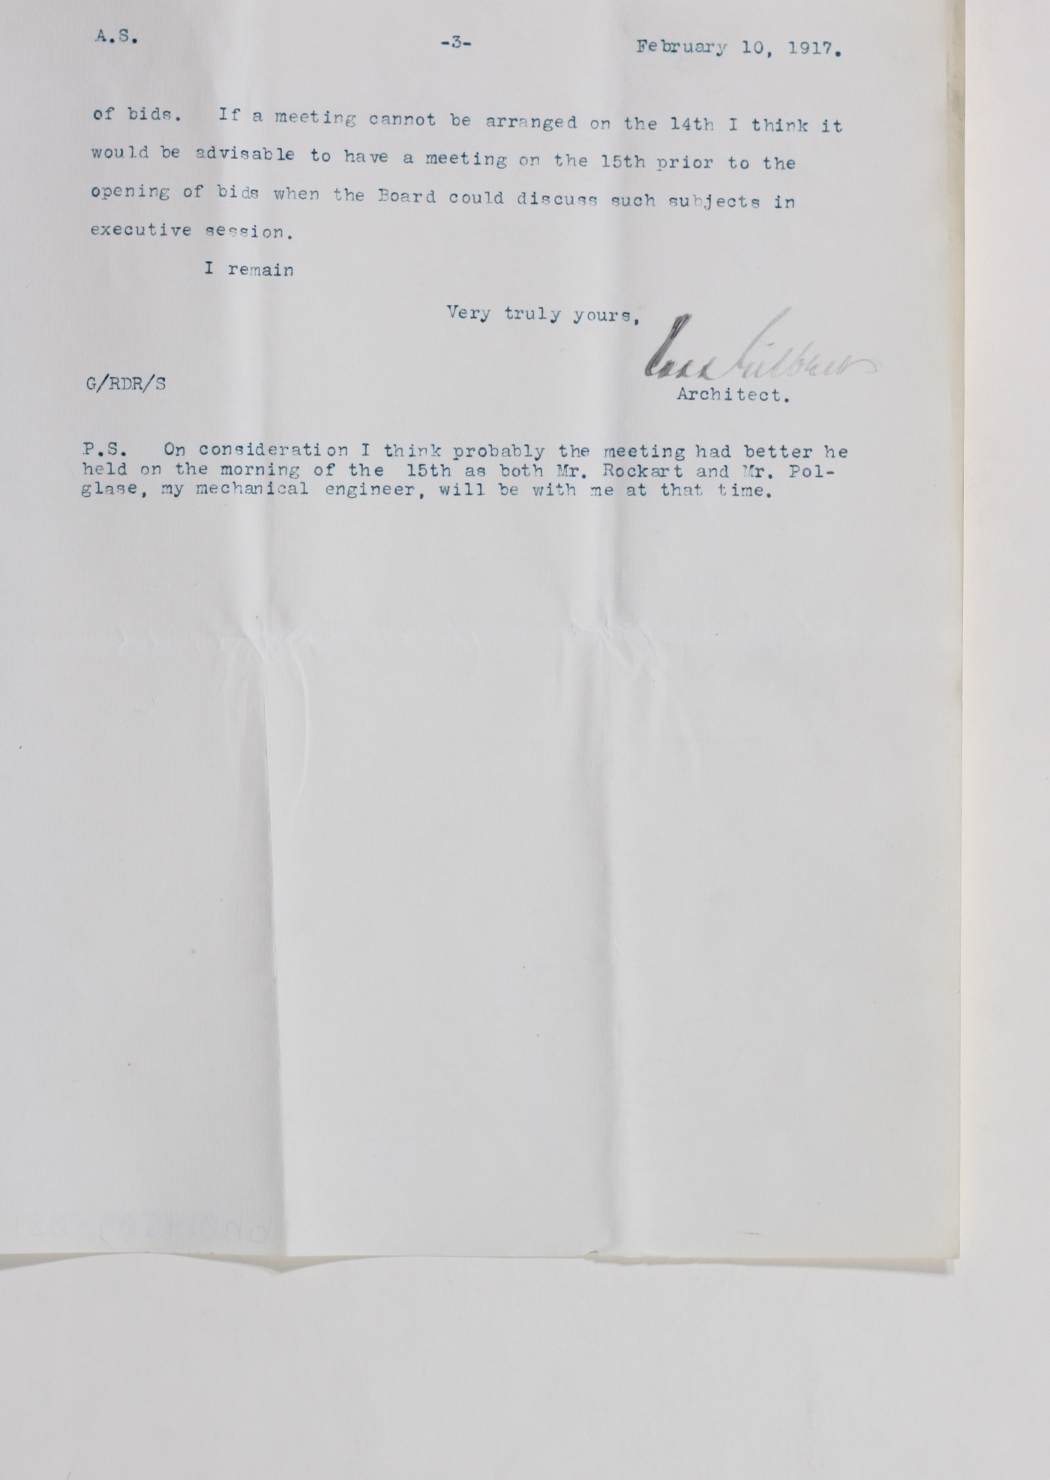 A.S. -3- February 10, 1917.
of bids. If a meeting cannot be arranged on the 14th I think it
would be advisable to have a meeting on the 15th prior to the
opening of bids when the Board could discuss such subjects in
executive session.
I remain
Very truly yours,
Cass Gilbert
G/RDR/S
Architect.
P.S. On consideration I think probably the meeting had better he
held on the morning of the 15th as both Mr. Rockart and Mr. Pol-
glase, my mechanical engineer, will be with me at that time.